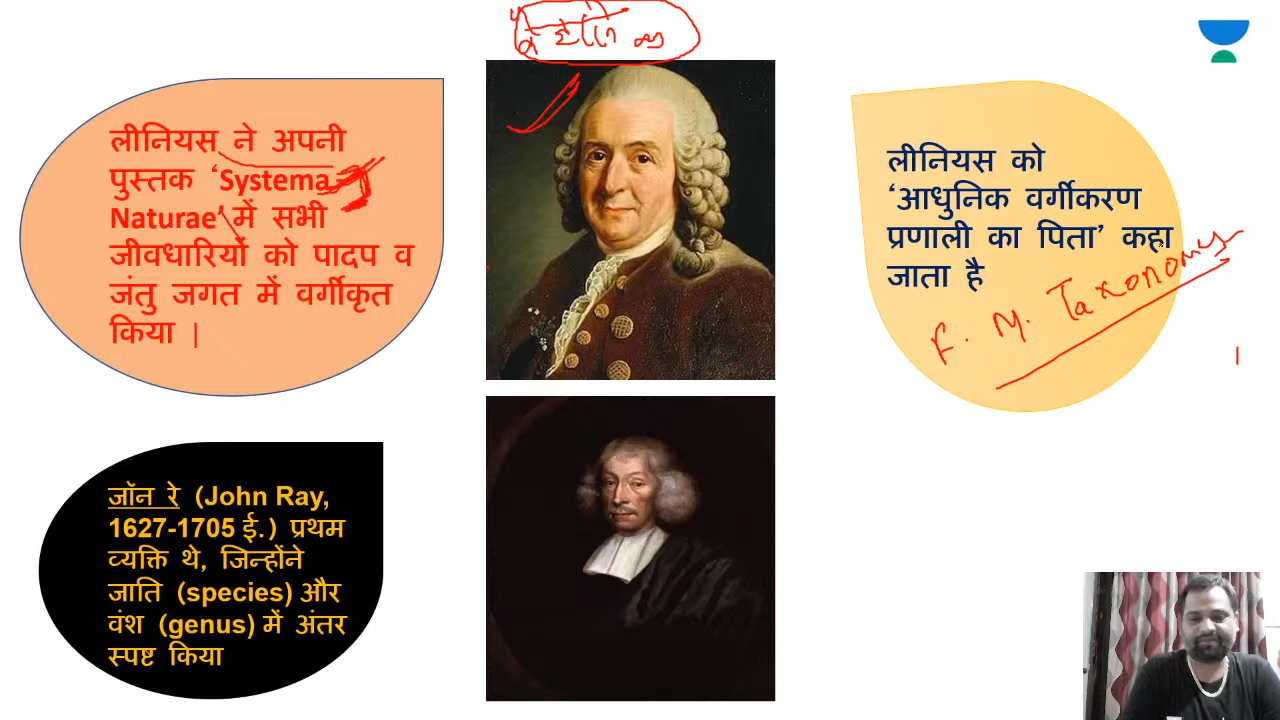 लीनियस ने अपनी
पुस्तक 'Systema
Naturae' में सभी
जीवधारियों को पादप व
जंतु जगत में वर्गीकृत
किया |
लीनियस को
'आधुनिक वर्गीकरण
प्रणाली का पिता' कहा
जाता है
F. M. Taxonomy
जॉन रे (John Ray,
1627-1705 ई.) प्रथम
व्यक्ति थे, जिन्होंने
जाति (species) और
वंश (genus) में अंतर
स्पष्ट किया